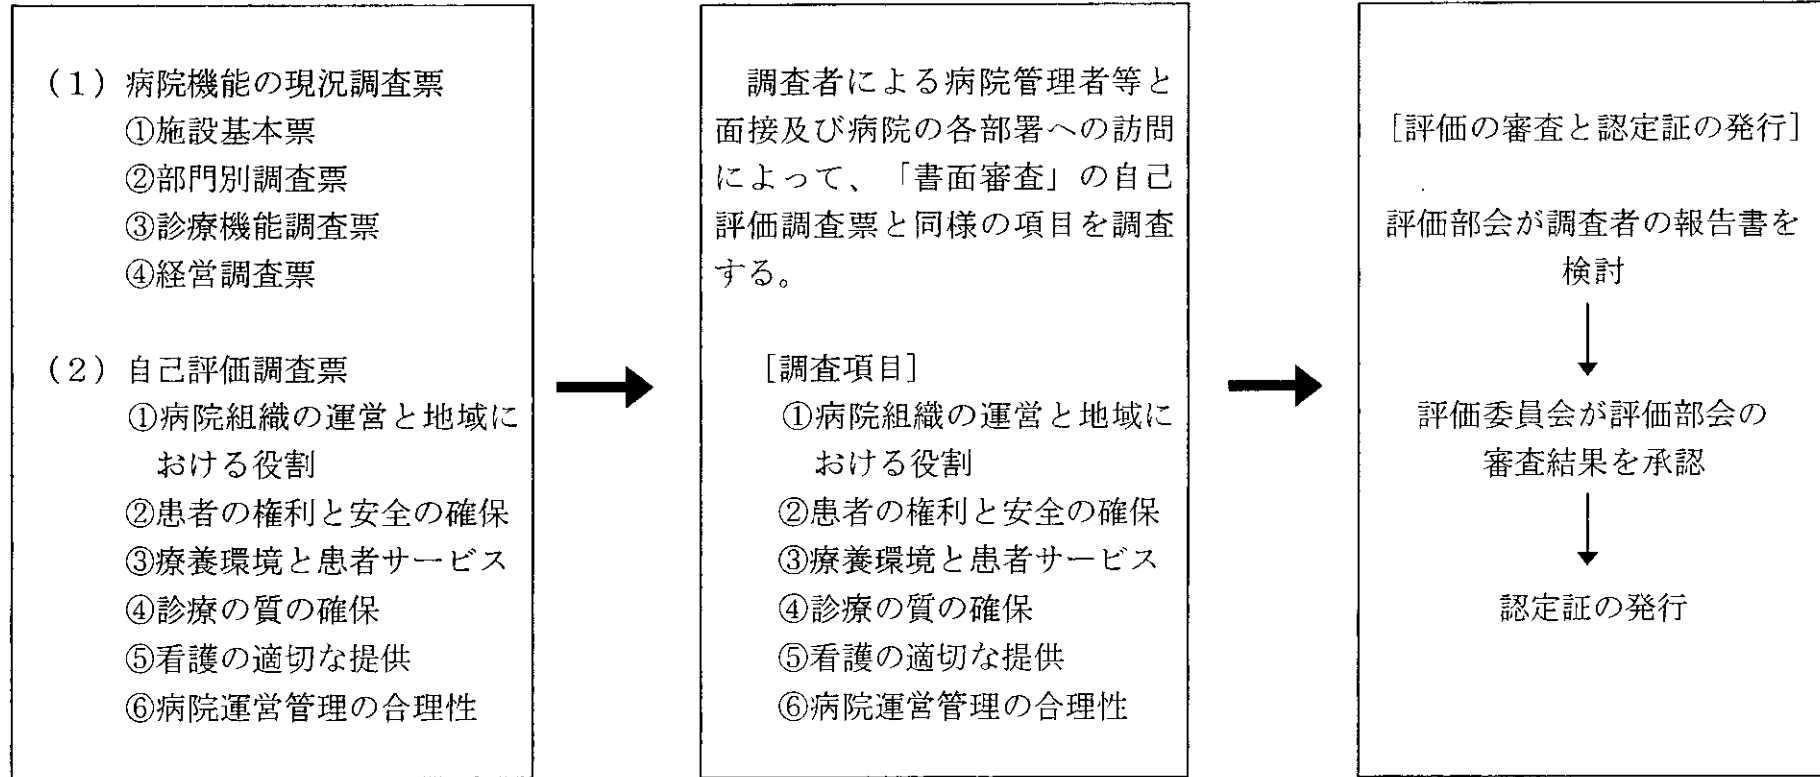 (1) 病院機能の現況調査票
①施設基本票
②部門別調査票
③診療機能調査票
④経営調査票
(2) 自己評価調査票
①病院組織の運営と地域に
おける役割
②患者の権利と安全の確保
③療養環境と患者サービス
④診療の質の確保
⑤看護の適切な提供
⑥病院運営管理の合理性
調査者による病院管理者等と
面接及び病院の各部署への訪問
によって、「書面審査」の自己
評価調査票と同様の項目を調査
する。
[調査項目]
①病院組織の運営と地域に
おける役割
②患者の権利と安全の確保
③療養環境と患者サービス
④診療の質の確保
⑤看護の適切な提供
⑥病院運営管理の合理性
[評価の審査と認定証の発行]
評価部会が調査者の報告書を
検討
評価委員会が評価部会の
審査結果を承認
認定証の発行